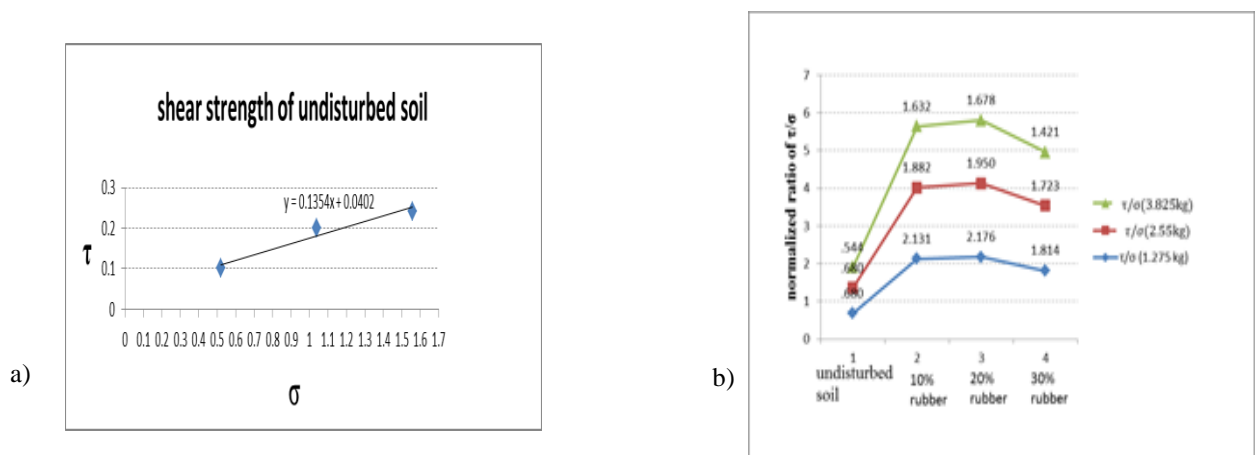 a)
shear strength of undisturbed soil
τ
0.3
0.2
0.1
0
y = 0.1354x + 0.0402
0 0.1 0.2 0.3 0.4 0.5 0.6 0.7 0.8 0.9 1 1.1 1.2 1.3 1.4 1.5 1.6 1.7
σ
b)
normalized ratio of τ/σ
7
6
5
4
3
2
1
0
1.632 1.678 1.421
1.882 1.950 1.723
2.131 2.176 1.814
.544
.680
.680
τ/σ(3.825kg)
τ/σ(2.55kg)
τ/σ (1.275kg)
1 2 3 4
undisturbed 10% 20% 30%
soil rubber rubber rubber